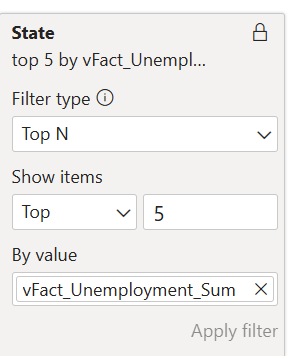 State
top 5 by vFact_Unempl...
Filter type
Top N
Show items
Top 5
By value
vFact_Unemployment_Sum
Apply filter